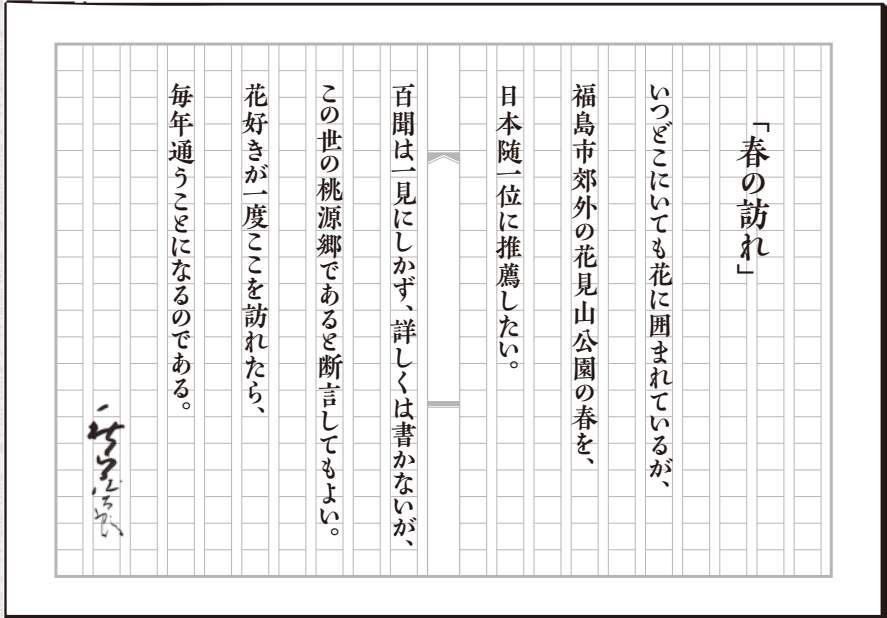 「春の訪れ」
いつどこにいても花に囲まれているが、
福島市郊外の花見山公園の春を、
日本随一位に推薦したい。
百聞は一見にしかず、詳しくは書かないが、
この世の桃源郷であると断言してもよい。
花好きが一度ここを訪れたら、
毎年通うことになるのである。